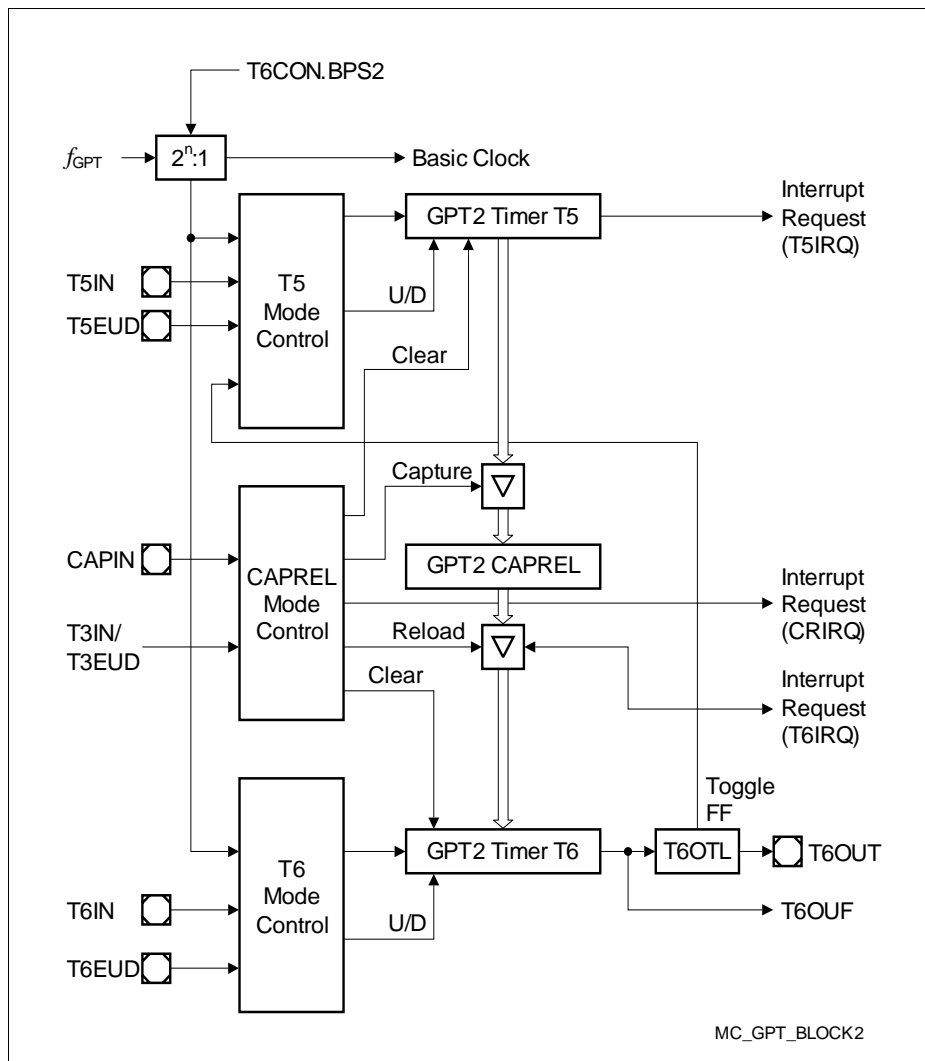 T6CON.BPS2
fGPT
2n:1
Basic Clock
Interrupt
Request
(T5IRQ)
GPT2 Timer T5
T5IN
T5
Mode
Control
U/D
T5EUD
Clear
Capture
CAPIN
CAPREL
Mode
Control
GPT2 CAPREL
Interrupt
Request
(CRIRQ)
T3IN/
T3EUD
Reload
Clear
Interrupt
Request
(T6IRQ)
Toggle
FF
GPT2 Timer T6
T6OTL
T6OUT
T6
Mode
Control
T6IN
U/D
T6OUF
T6EUD
MC_GPT_BLOCK2